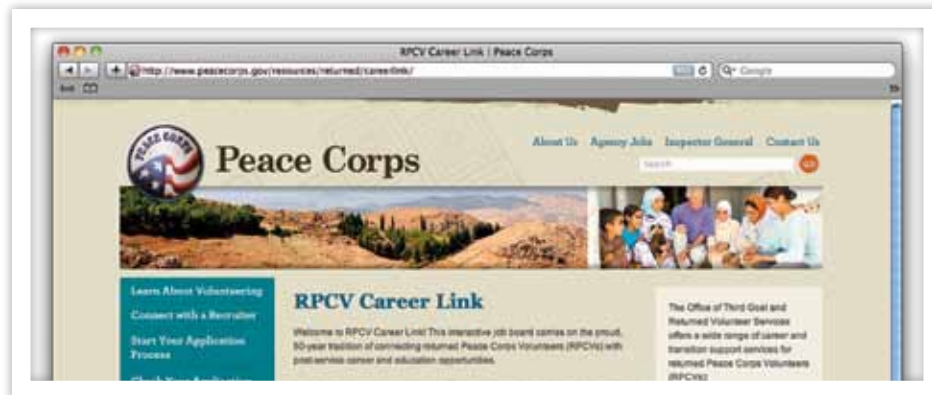 RPCV Career Link | Peace Corps
http://www.peacecorps.gov/resources/returned/careerlink/
Google
PEACE CORPS
Peace Corps
About Us Agency Jobs Inspector General Contact Us
search
GO
Learn About Volunteering
Connect with a Recruiter
Start Your Application
Process
Check Your Application
RPCV Career Link
Welcome to RPCV Career Link! This interactive job board carries on the proud,
50-year tradition of connecting returned Peace Corps Volunteers (RPCVs) with
post-service career and education opportunities.
The Office of Third Goal and
Returned Volunteer Services
offers a wide range of career and
transition support services for
returned Peace Corps Volunteers
(RPCVs)